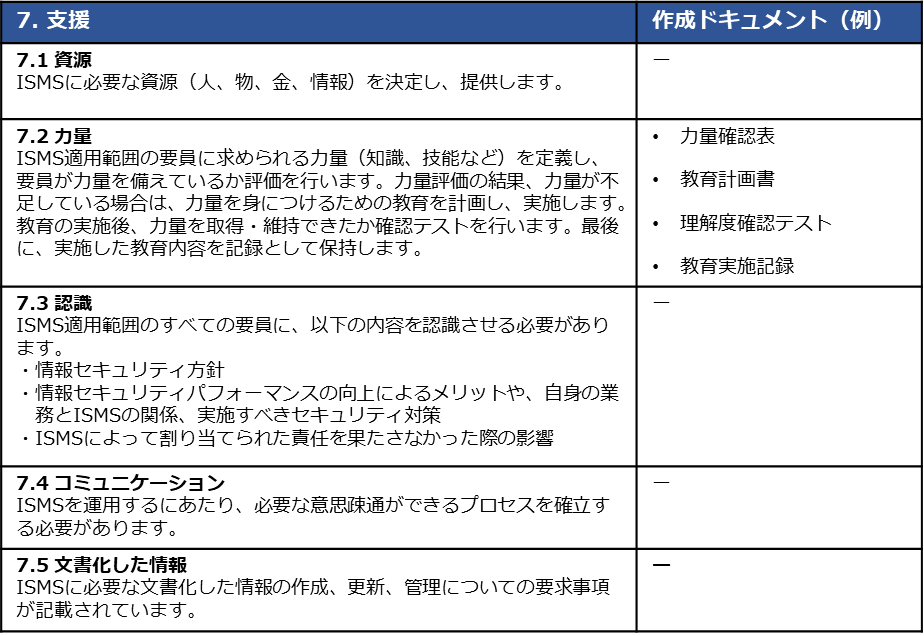 7. 支援
作成ドキュメント（例）
7.1 資源
ISMSに必要な資源（人、物、金、情報）を決定し、提供します。
―
7.2 力量
ISMS適用範囲の要員に求められる力量（知識、技能など）を定義し、
要員が力量を備えているか評価を行います。力量評価の結果、力量が不
足している場合は、力量を身につけるための教育を計画し、実施します。
教育の実施後、力量を取得・維持できたか確認テストを行います。最後
に、実施した教育内容を記録として保持します。
• 力量確認表
• 教育計画書
• 理解度確認テスト
• 教育実施記録
7.3 認識
ISMS適用範囲のすべての要員に、以下の内容を認識させる必要があり
ます。
・情報セキュリティ方針
・情報セキュリティパフォーマンスの向上によるメリットや、自身の業
務とISMSの関係、実施すべきセキュリティ対策
・ISMSによって割り当てられた責任を果たさなかった際の影響
―
7.4 コミュニケーション
ISMSを運用するにあたり、必要な意思疎通ができるプロセスを確立す
る必要があります。
―
7.5 文書化した情報
ISMSに必要な文書化した情報の作成、更新、管理についての要求事項
が記載されています。
―